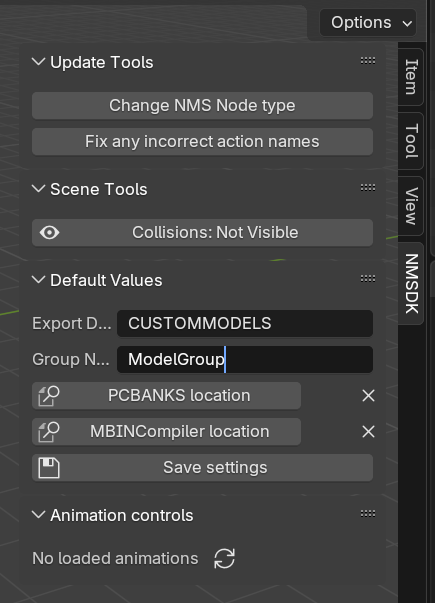 Options
Update Tools
Change NMS Node type
Fix any incorrect action names
Scene Tools
Collisions: Not Visible
Default Values
Export D... CUSTOMMODELS
Group N... ModelGroup
PCBANKS location
MBINCompiler location
Save settings
Animation controls
No loaded animations
Item
Tool
View
NMSDK